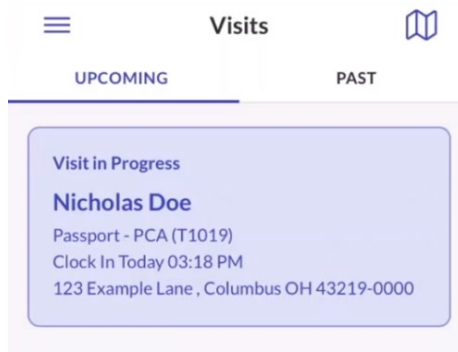 Visits
UPCOMING
PAST
Visit in Progress
Nicholas Doe
Passport - PCA (T1019)
Clock In Today 03:18 PM
123 Example Lane , Columbus OH 43219-0000